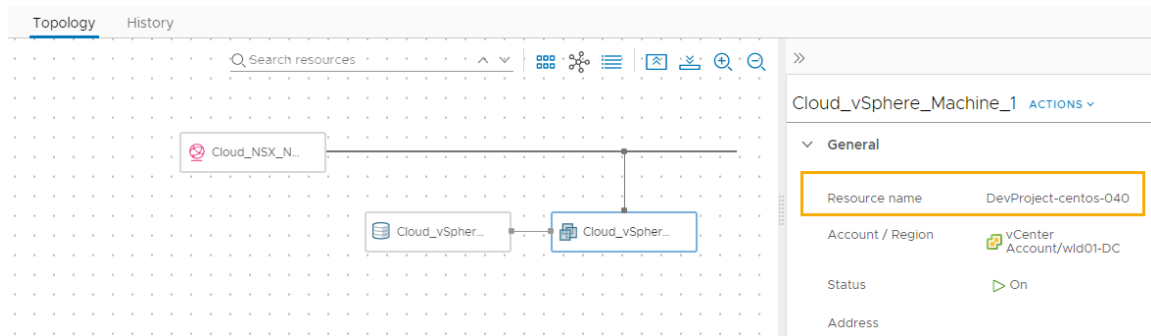 Topology History
Search resources
Cloud_vSphere_Machine_1 ACTIONS
General
Cloud_NSX_N...
Resource name DevProject-centos-040
Cloud_vSpher... Cloud_vSpher...
Account / Region vCenter
Account/wld01-DC
Status On
Address